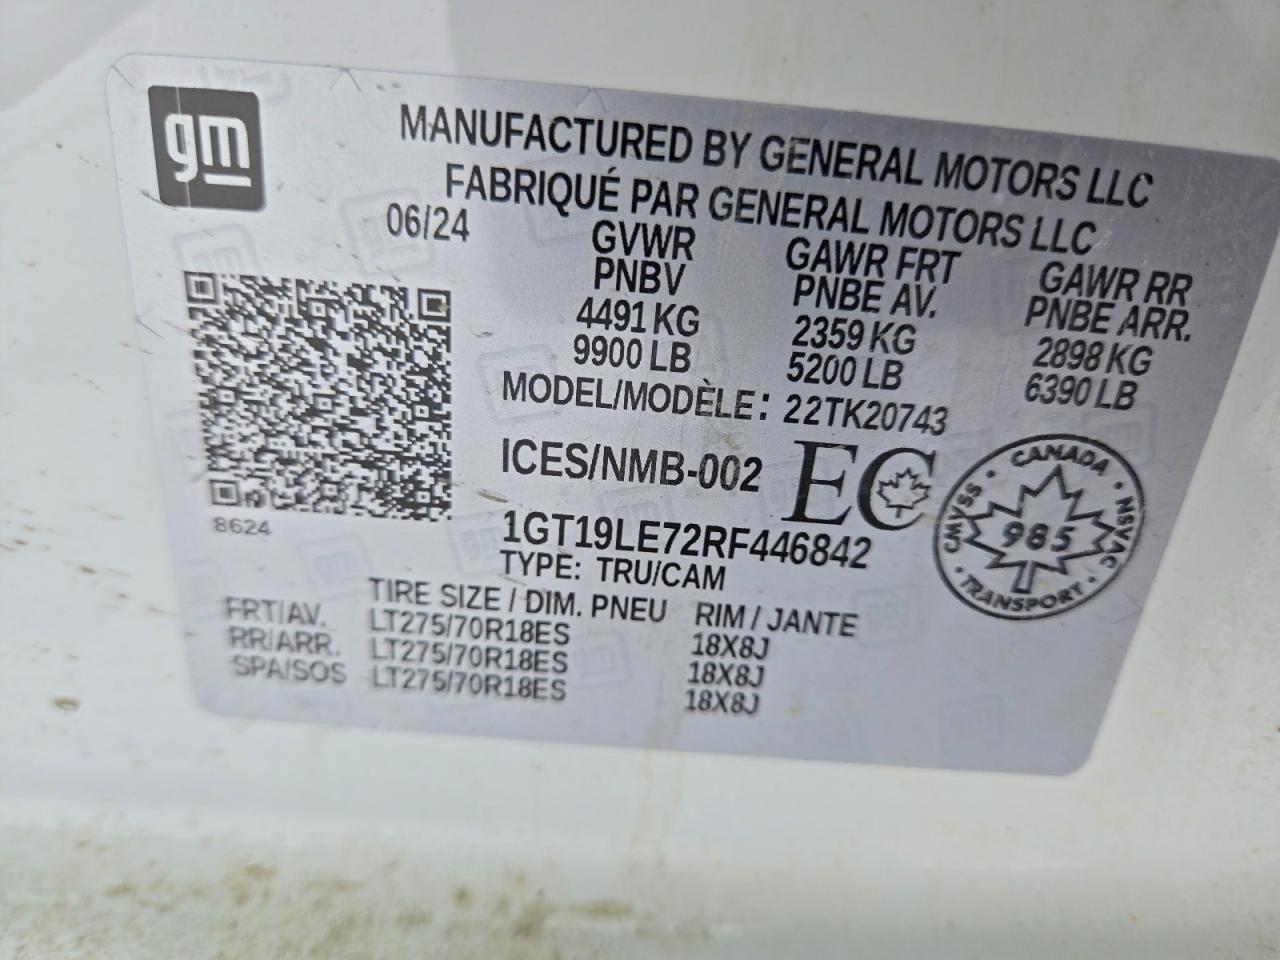 gm
MANUFACTURED BY GENERAL MOTORS LLC
FABRIQUÉ PAR GENERAL MOTORS LLC
06/24
GVWR GAWR FRT GAWR RR
PNBV PNBE AV. PNBE ARR.
4491 KG 2359 KG 2898 KG
9900 LB 5200 LB 6390 LB
MODEL/MODÈLE: 22TK20743
ICES/NMB-002 EC
CANADA
CMVSS 985 NSVAC
TRANSPORT
8624
1GT19LE72RF446842
TYPE: TRU/CAM
TIRE SIZE / DIM. PNEU RIM / JANTE
FRT/AV. LT275/70R18ES 18X8J
RR/ARR. LT275/70R18ES 18X8J
SPA/SOS LT275/70R18ES 18X8J